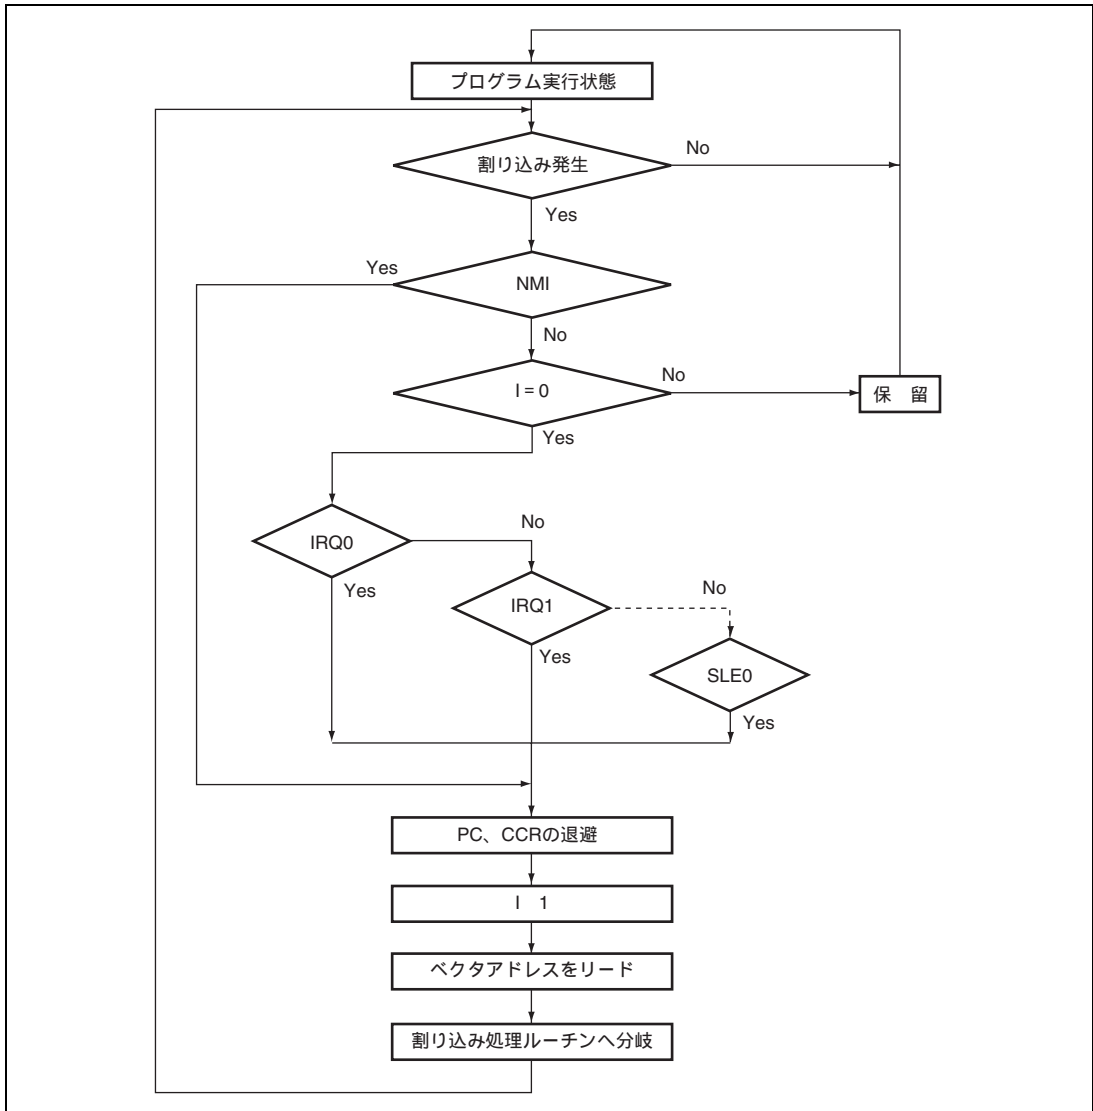 プログラム実行状態
割り込み発生
No
Yes
Yes
NMI
No
I = 0
No
保　留
Yes
IRQ0
No
Yes
IRQ1
No
Yes
SLE0
Yes
PC、CCRの退避
I　1
ベクタアドレスをリード
割り込み処理ルーチンへ分岐